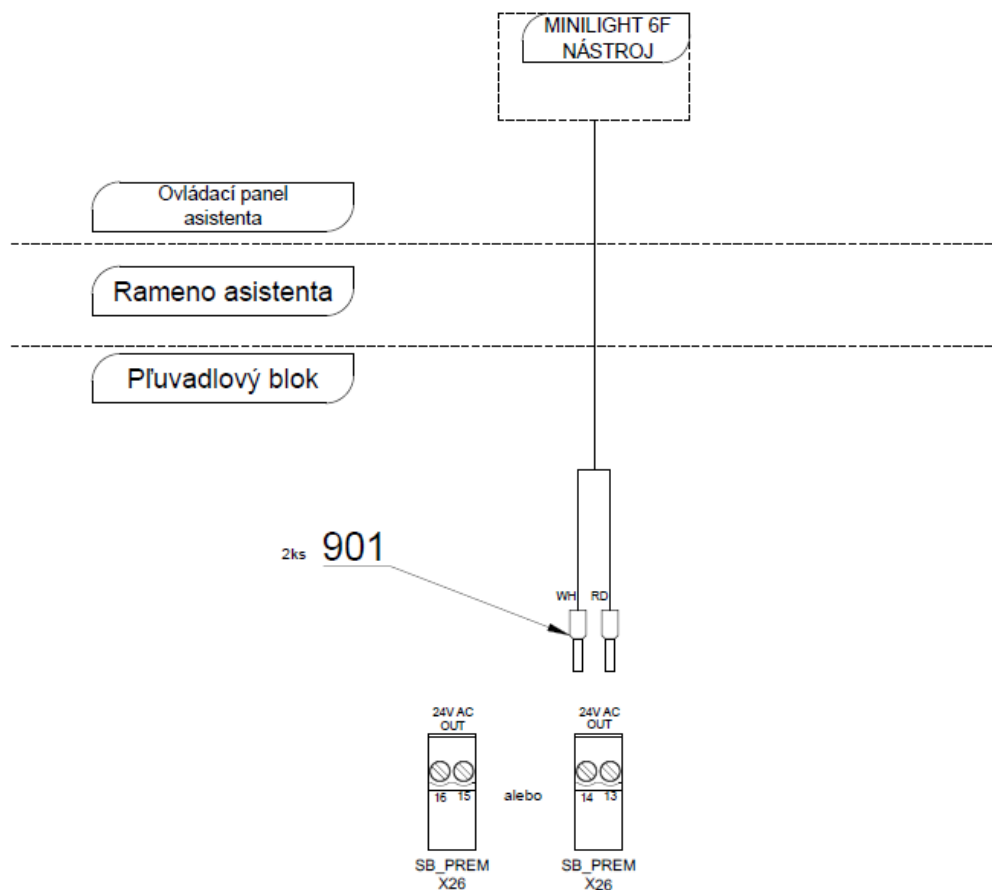 MINILIGHT 6F
NÁSTROJ
Ovládací panel
asistenta
Rameno asistenta
Pľuvadlový blok
2ks 901
WH RD
24V AC
OUT
24V AC
OUT
16 15
alebo
14 13
SB_PREM
X26
SB_PREM
X26